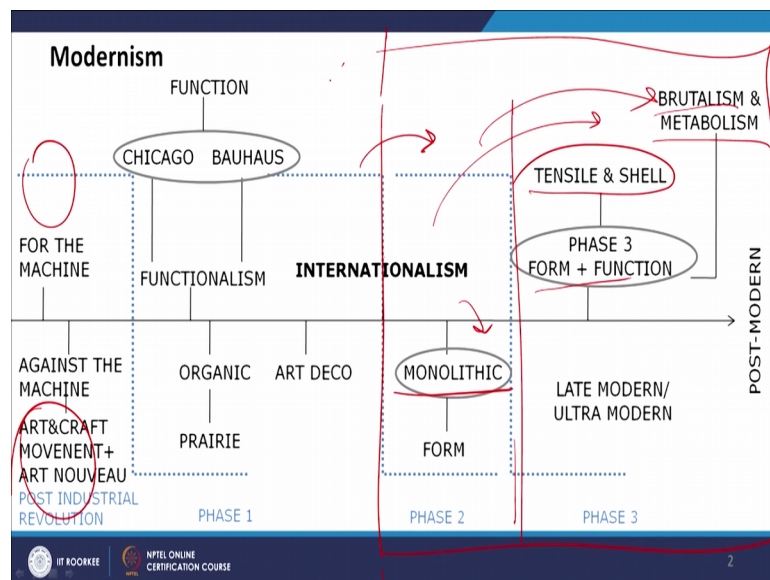 Modernism
FUNCTION
CHICAGO BAUHAUS
BRUTALISM &
METABOLISM
TENSILE & SHELL
FOR THE
MACHINE
FUNCTIONALISM
INTERNATIONALISM
PHASE 3
FORM + FUNCTION
POST-MODERN
AGAINST THE
MACHINE
ART&CRAFT
MOVENENT+
ART NOUVEAU
ORGANIC
ART DECO
MONOLITHIC
LATE MODERN/
ULTRA MODERN
PRAIRIE
FORM
POST INDUSTRIAL
REVOLUTION
PHASE 1
PHASE 2
PHASE 3
IIT ROORKEE
NPTEL ONLINE
CERTIFICATION COURSE
2